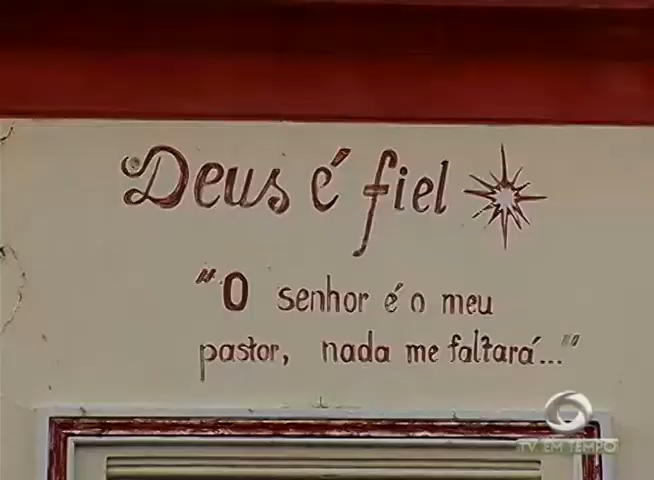 Deus é fiel
"O senhor é o meu
pastor, nada me faltará..."
TV EM TEMPO